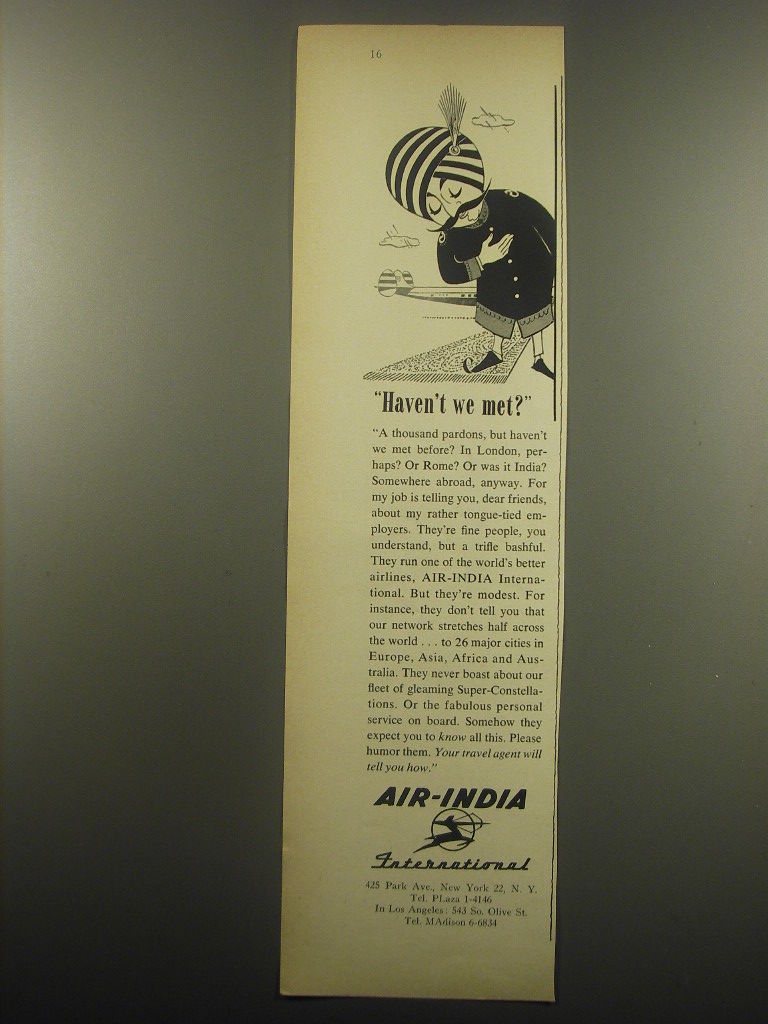 16
"Haven't we met?"
"A thousand pardons, but haven't
we met before? In London, per-
haps? Or Rome? Or was it India?
Somewhere abroad, anyway. For
my job is telling you, dear friends,
about my rather tongue-tied em-
ployers. They're fine people, you
understand, but a trifle bashful.
They run one of the world's better
airlines, AIR-INDIA Interna-
tional. But they're modest. For
instance, they don't tell you that
our network stretches half across
the world . . . to 26 major cities in
Europe, Asia, Africa and Aus-
tralia. They never boast about our
fleet of gleaming Super-Constella-
tions. Or the fabulous personal
service on board. Somehow they
expect you to know all this. Please
humor them. Your travel agent will
tell you how."
AIR-INDIA
International
425 Park Ave., New York 22, N. Y.
Tel. PLaza 1-4146
In Los Angeles: 543 So. Olive St.
Tel. MAdison 6-6834